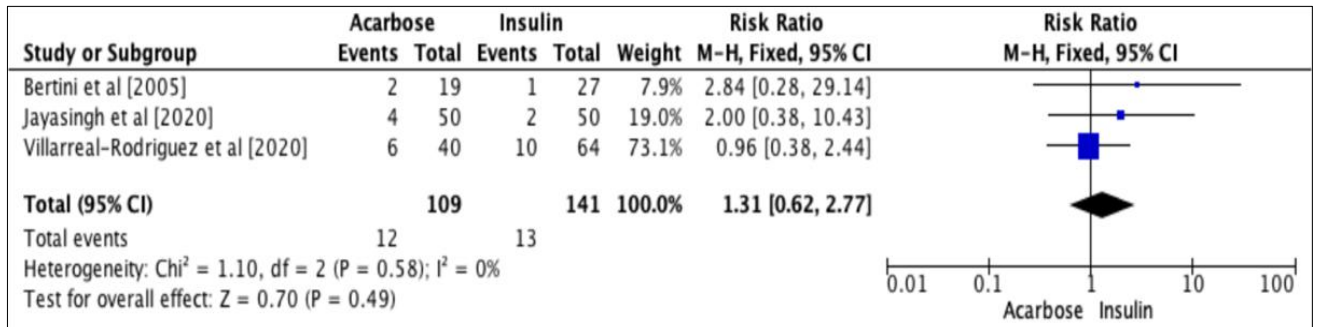 Acarbose Insulin Risk Ratio Risk Ratio
Study or Subgroup Events Total Events Total Weight M-H, Fixed, 95% CI M-H, Fixed, 95% CI
Bertini et al [2005] 2 19 1 27 7.9% 2.84 [0.28, 29.14]
Jayasingh et al [2020] 4 50 2 50 19.0% 2.00 [0.38, 10.43]
Villarreal-Rodriguez et al [2020] 6 40 10 64 73.1% 0.96 [0.38, 2.44]
Total (95% CI) 109 141 100.0% 1.31 [0.62, 2.77]
Total events 12 13
Heterogeneity: Chi² = 1.10, df = 2 (P = 0.58); I² = 0%
Test for overall effect: Z = 0.70 (P = 0.49)
0.01 0.1 1 10 100
Acarbose Insulin